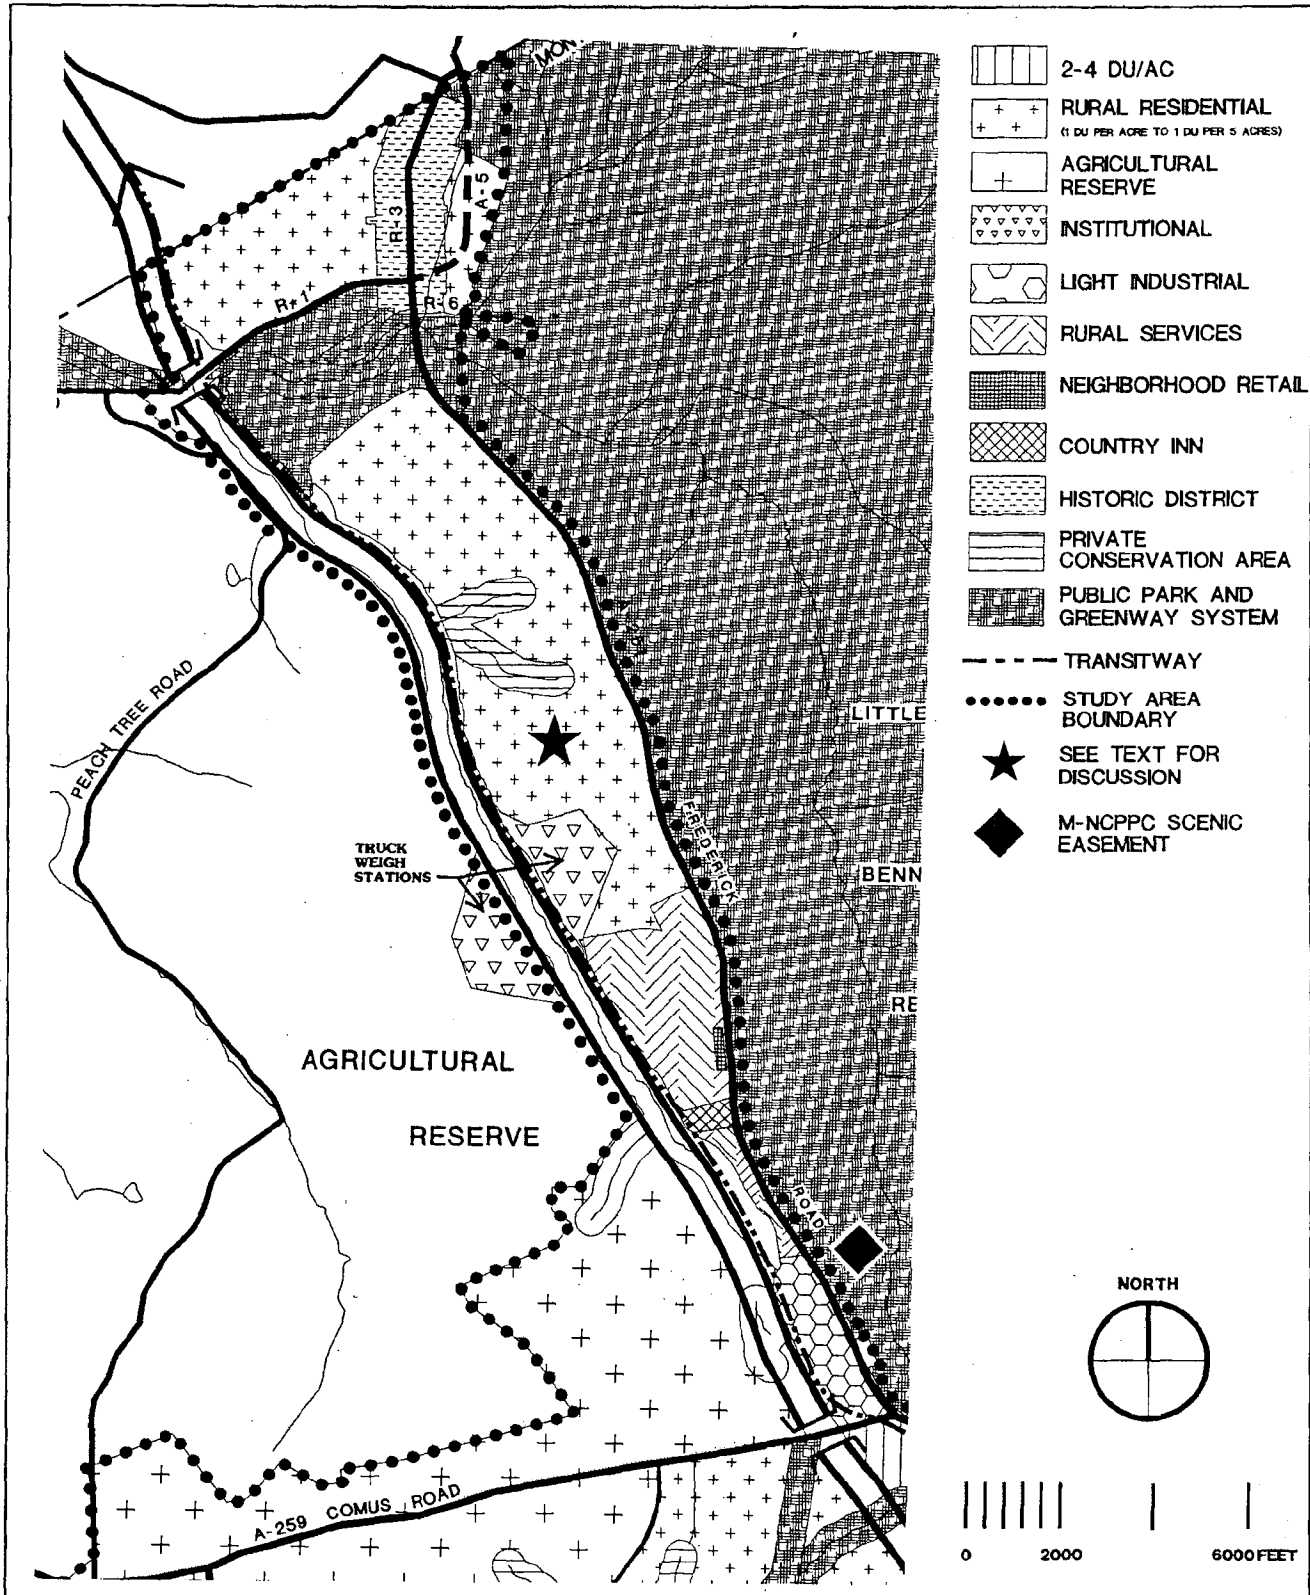 MON
R-3
A-5
R-1
R-6
PEACH TREE ROAD
LITTLE
FREDERICK
TRUCK
WEIGH
STATIONS
BENN
RE
AGRICULTURAL
RESERVE
ROAD
A-259 COMUS ROAD
2-4 DU/AC
RURAL RESIDENTIAL
(1 DU PER ACRE TO 1 DU PER 5 ACRES)
AGRICULTURAL
RESERVE
INSTITUTIONAL
LIGHT INDUSTRIAL
RURAL SERVICES
NEIGHBORHOOD RETAIL
COUNTRY INN
HISTORIC DISTRICT
PRIVATE
CONSERVATION AREA
PUBLIC PARK AND
GREENWAY SYSTEM
TRANSITWAY
STUDY AREA
BOUNDARY
SEE TEXT FOR
DISCUSSION
M-NCPPC SCENIC
EASEMENT
NORTH
0 2000 6000 FEET